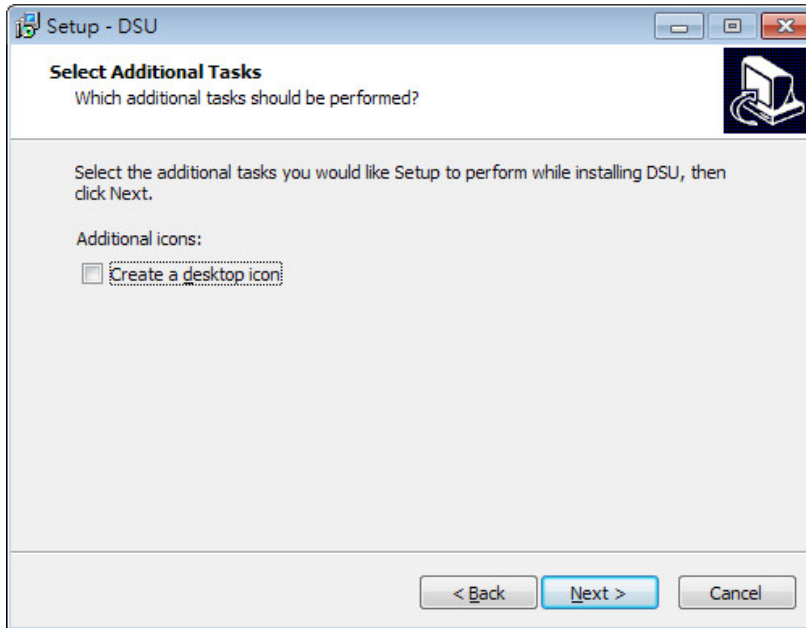 Setup - DSU
Select Additional Tasks
Which additional tasks should be performed?
Select the additional tasks you would like Setup to perform while installing DSU, then
click Next.
Additional icons:
Create a desktop icon
< Back
Next >
Cancel